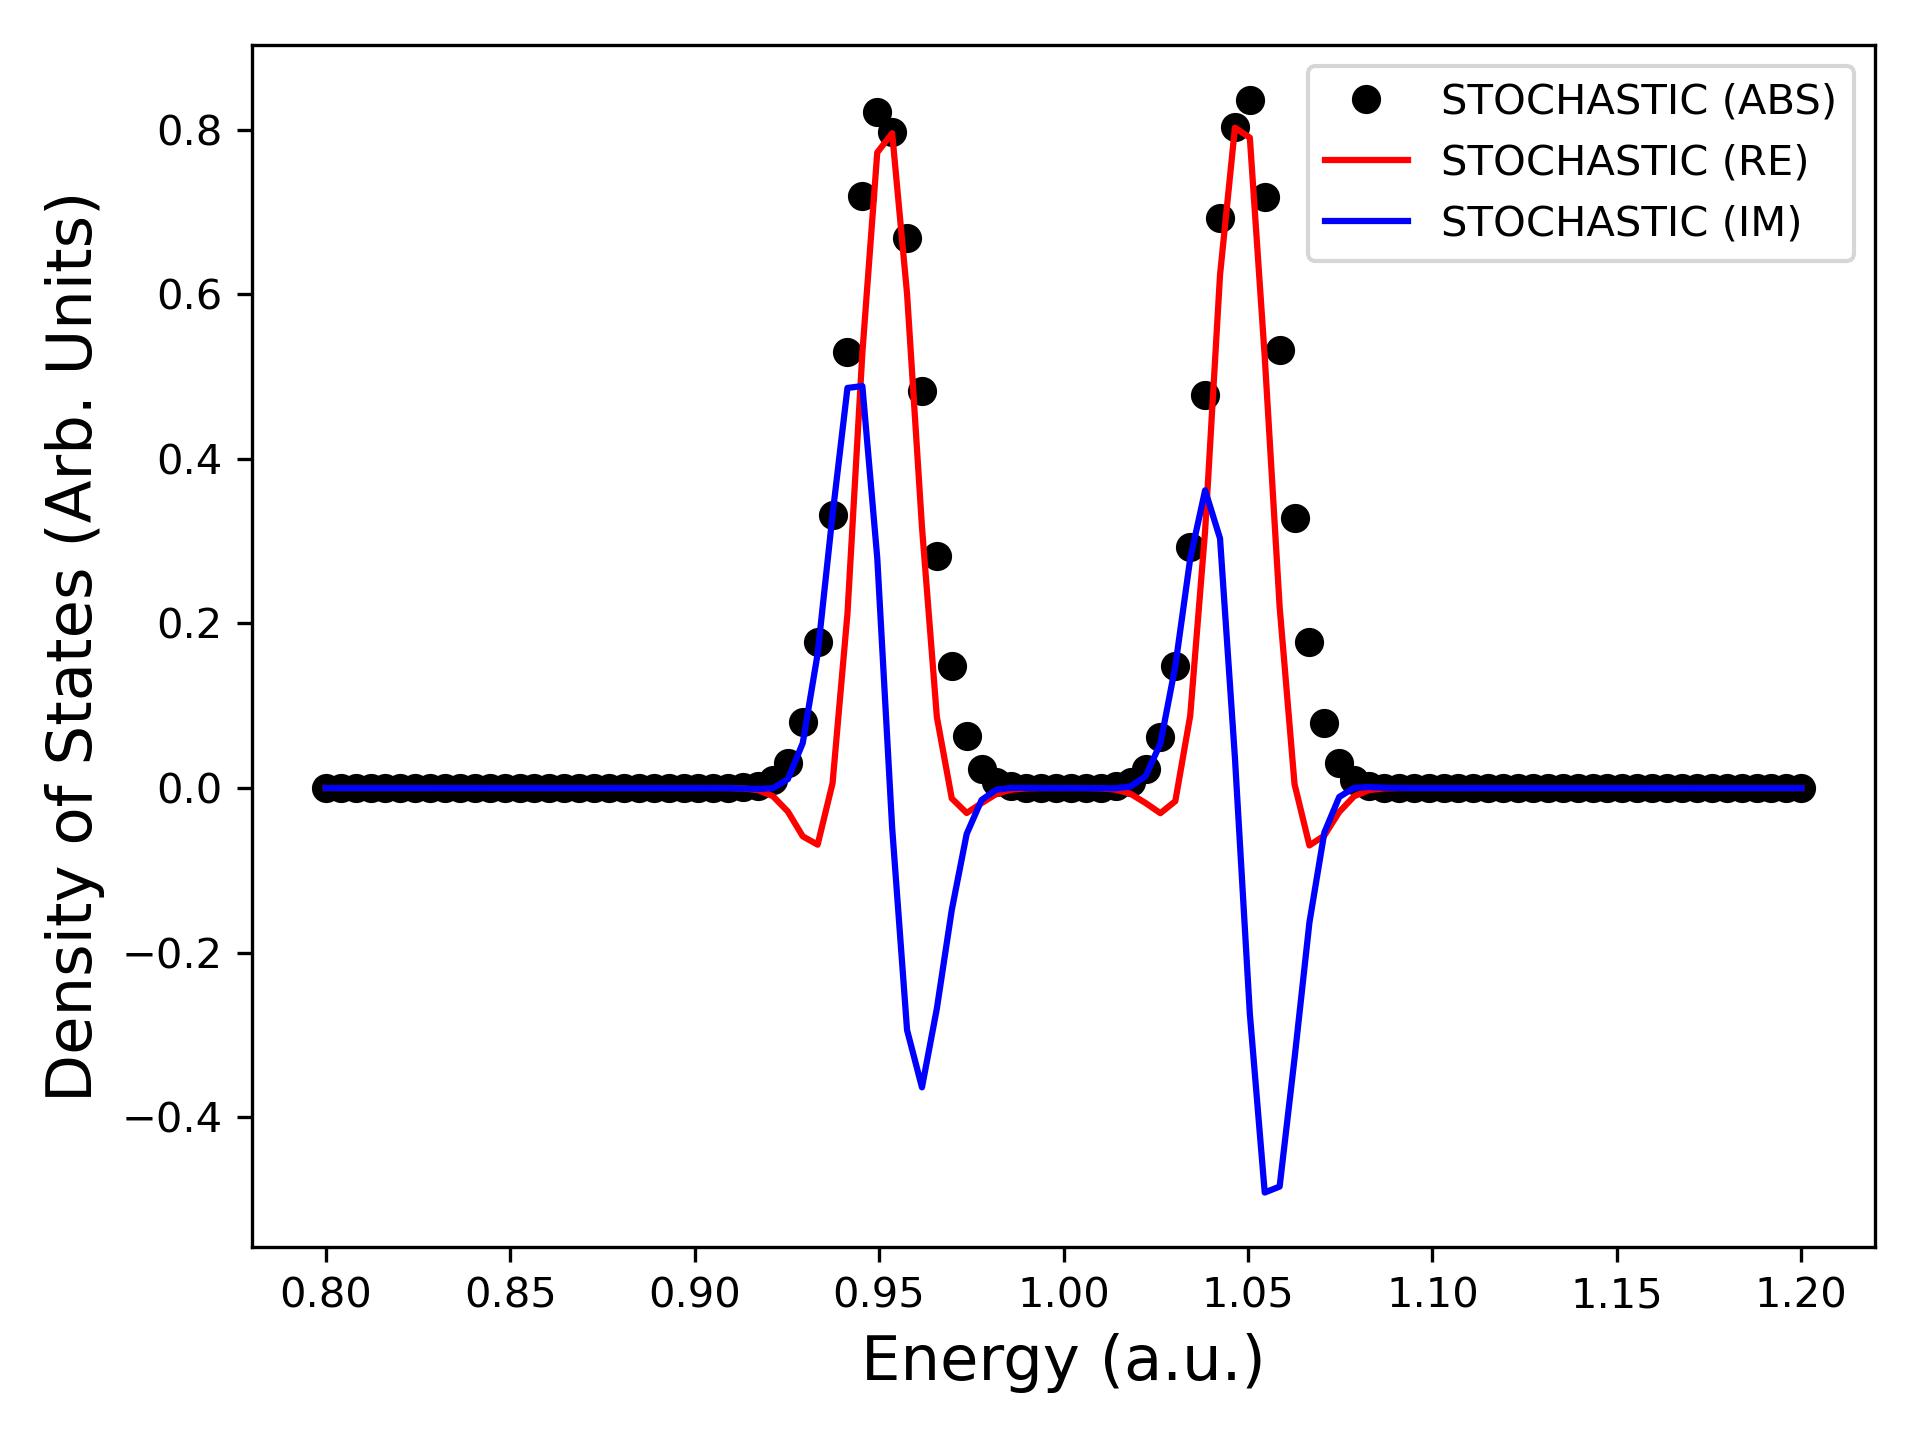 STOCHASTIC (ABS)
STOCHASTIC (RE)
STOCHASTIC (IM)
Density of States (Arb. Units)
0.8
0.6
0.4
0.2
0.0
−0.2
−0.4
0.80 0.85 0.90 0.95 1.00 1.05 1.10 1.15 1.20
Energy (a.u.)